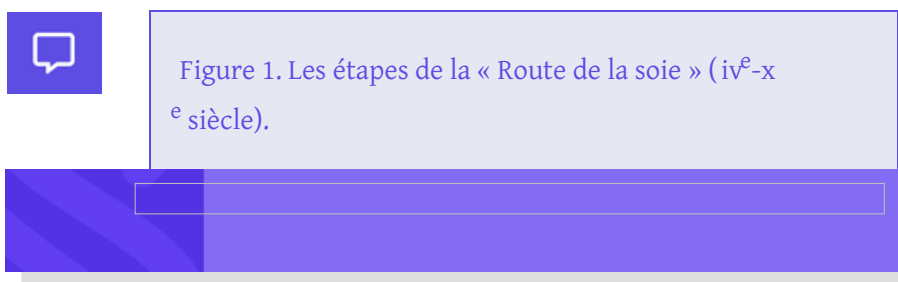 Figure 1. Les étapes de la « Route de la soie » (ivᵉ-x
ᵉ siècle).